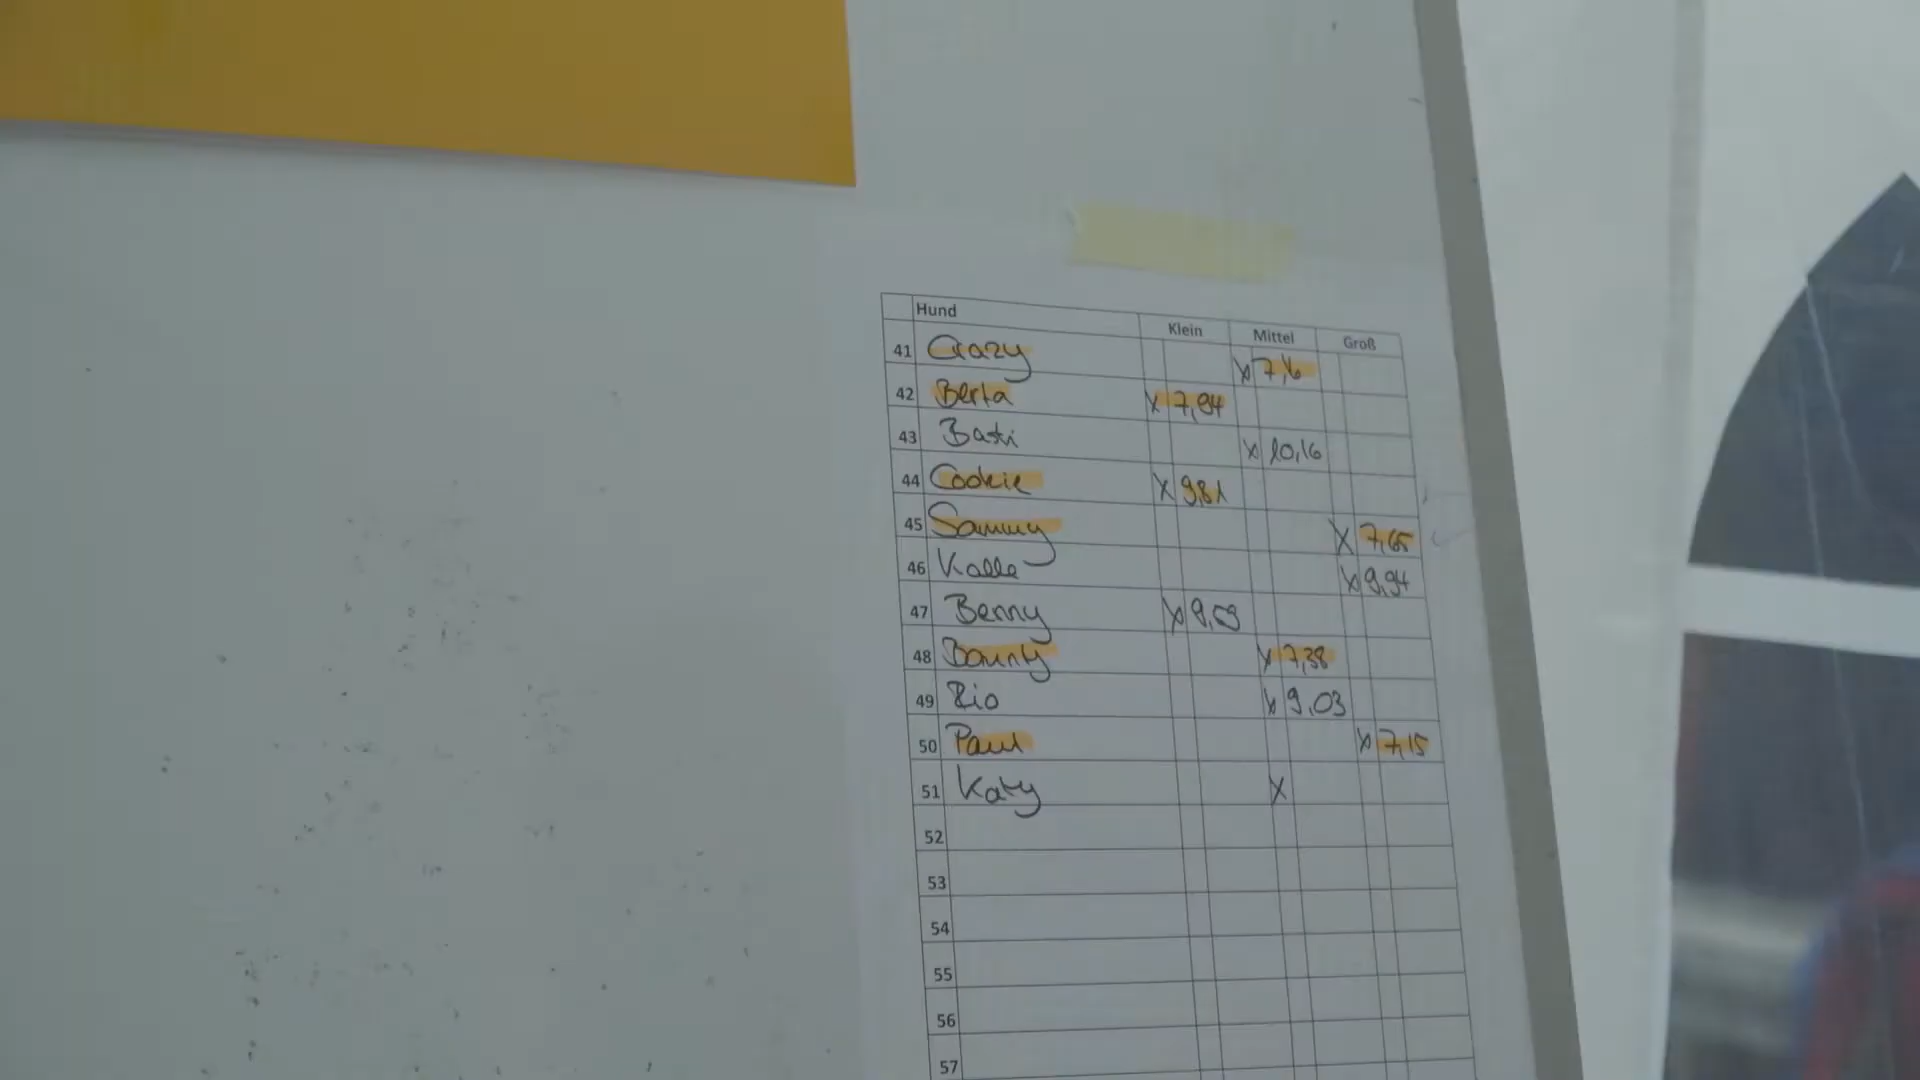 Hund Klein Mittel Groß
41 Crazy X 7,6
42 Berta X 7,94
43 Basti X 10,16
44 Cookie X 9,81
45 Sammy X 7,65
46 Kalle X 9,94
47 Benny X 9,59
48 Bounty X 7,38
49 Rio X 9,03
50 Paul X 7,15
51 Katy X
52
53
54
55
56
57